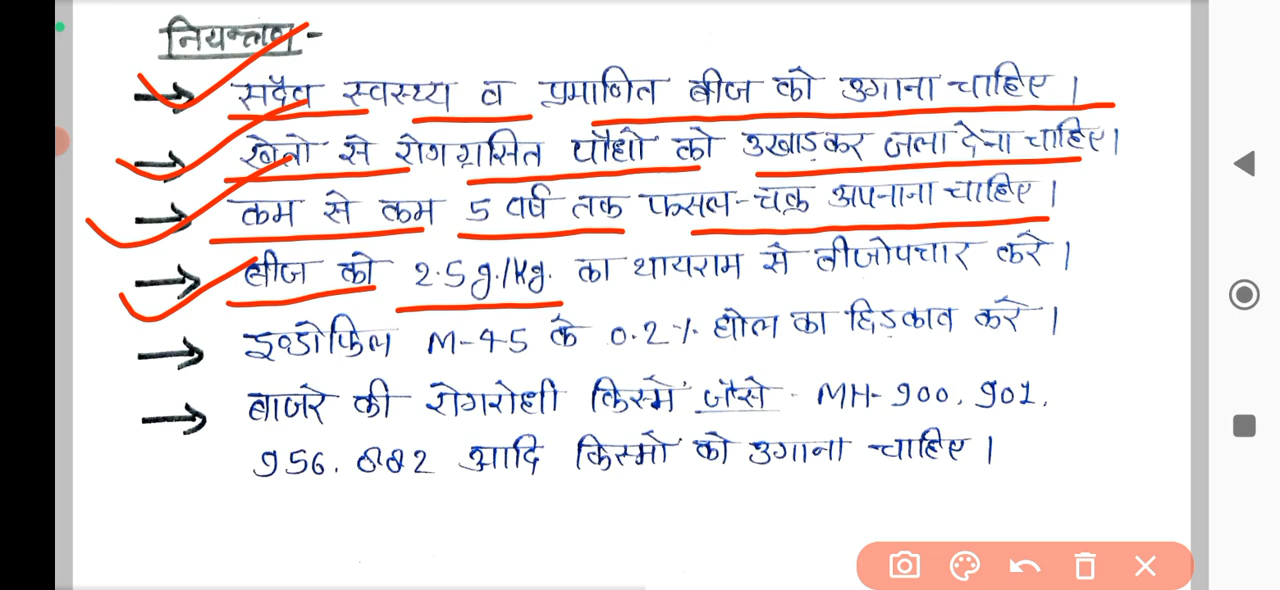 नियन्त्रण -
→ सदैव स्वस्थ्य व प्रमाणित बीज को उगाना चाहिए।
→ खेतो से रोगग्रसित पौधों को उखाड़कर जला देना चाहिए।
→ कम से कम 5 वर्ष तक फसल-चक्र अपनाना चाहिए।
→ बीज को 2.5g./Kg. का थायराम से बीजोपचार करे।
→ इण्डोफिल M-45 के 0.2% घोल का छिड़काव करे।
→ बाजरे की रोगरोधी किस्में जैसे - MH-900, 901,
956, 882 आदि किस्मों को उगाना चाहिए।